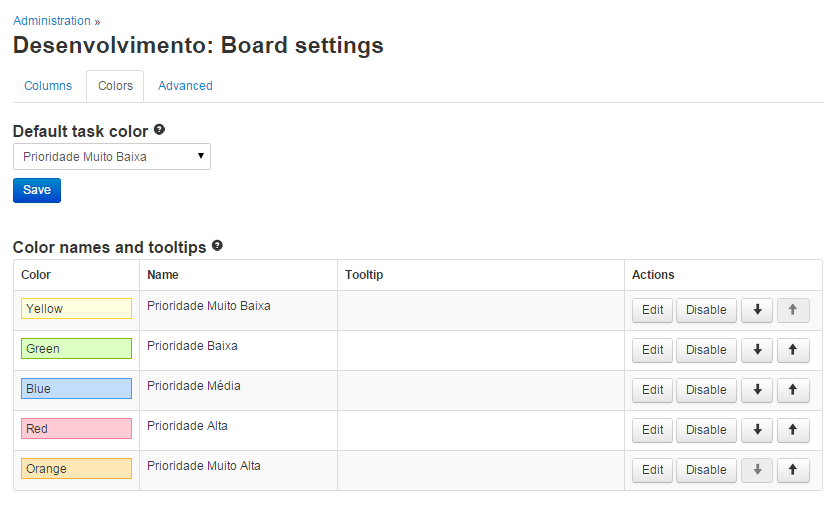 Administration »
Desenvolvimento: Board settings
Columns Colors Advanced
Default task color ?
Prioridade Muito Baixa
Save
Color names and tooltips ?
Color Name Tooltip Actions
Yellow Prioridade Muito Baixa Edit Disable
Green Prioridade Baixa Edit Disable
Blue Prioridade Média Edit Disable
Red Prioridade Alta Edit Disable
Orange Prioridade Muito Alta Edit Disable